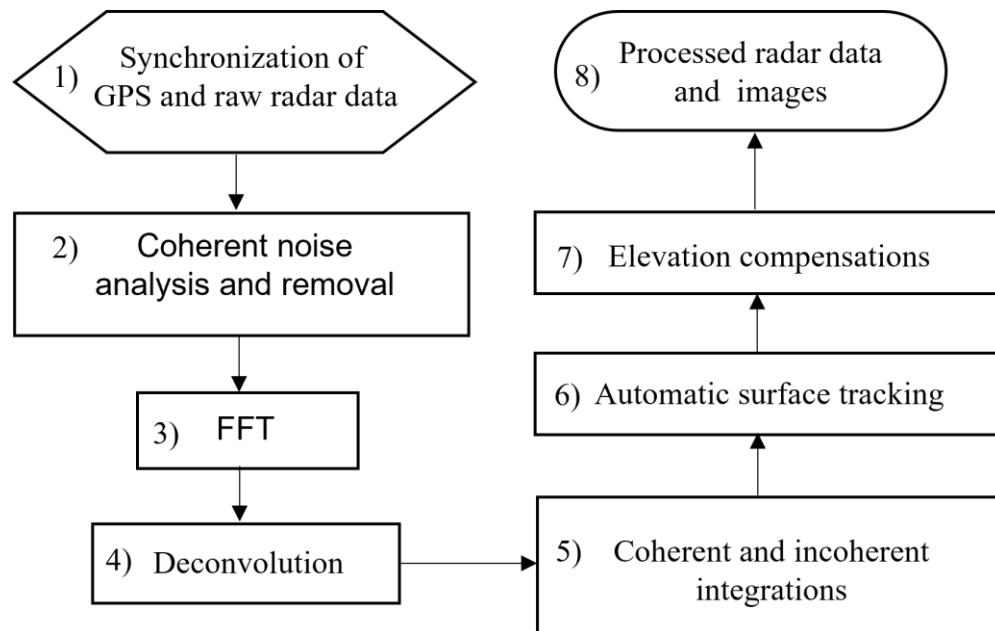 1) Synchronization of
GPS and raw radar data
2) Coherent noise
analysis and removal
3) FFT
4) Deconvolution
5) Coherent and incoherent
integrations
6) Automatic surface tracking
7) Elevation compensations
8) Processed radar data
and images